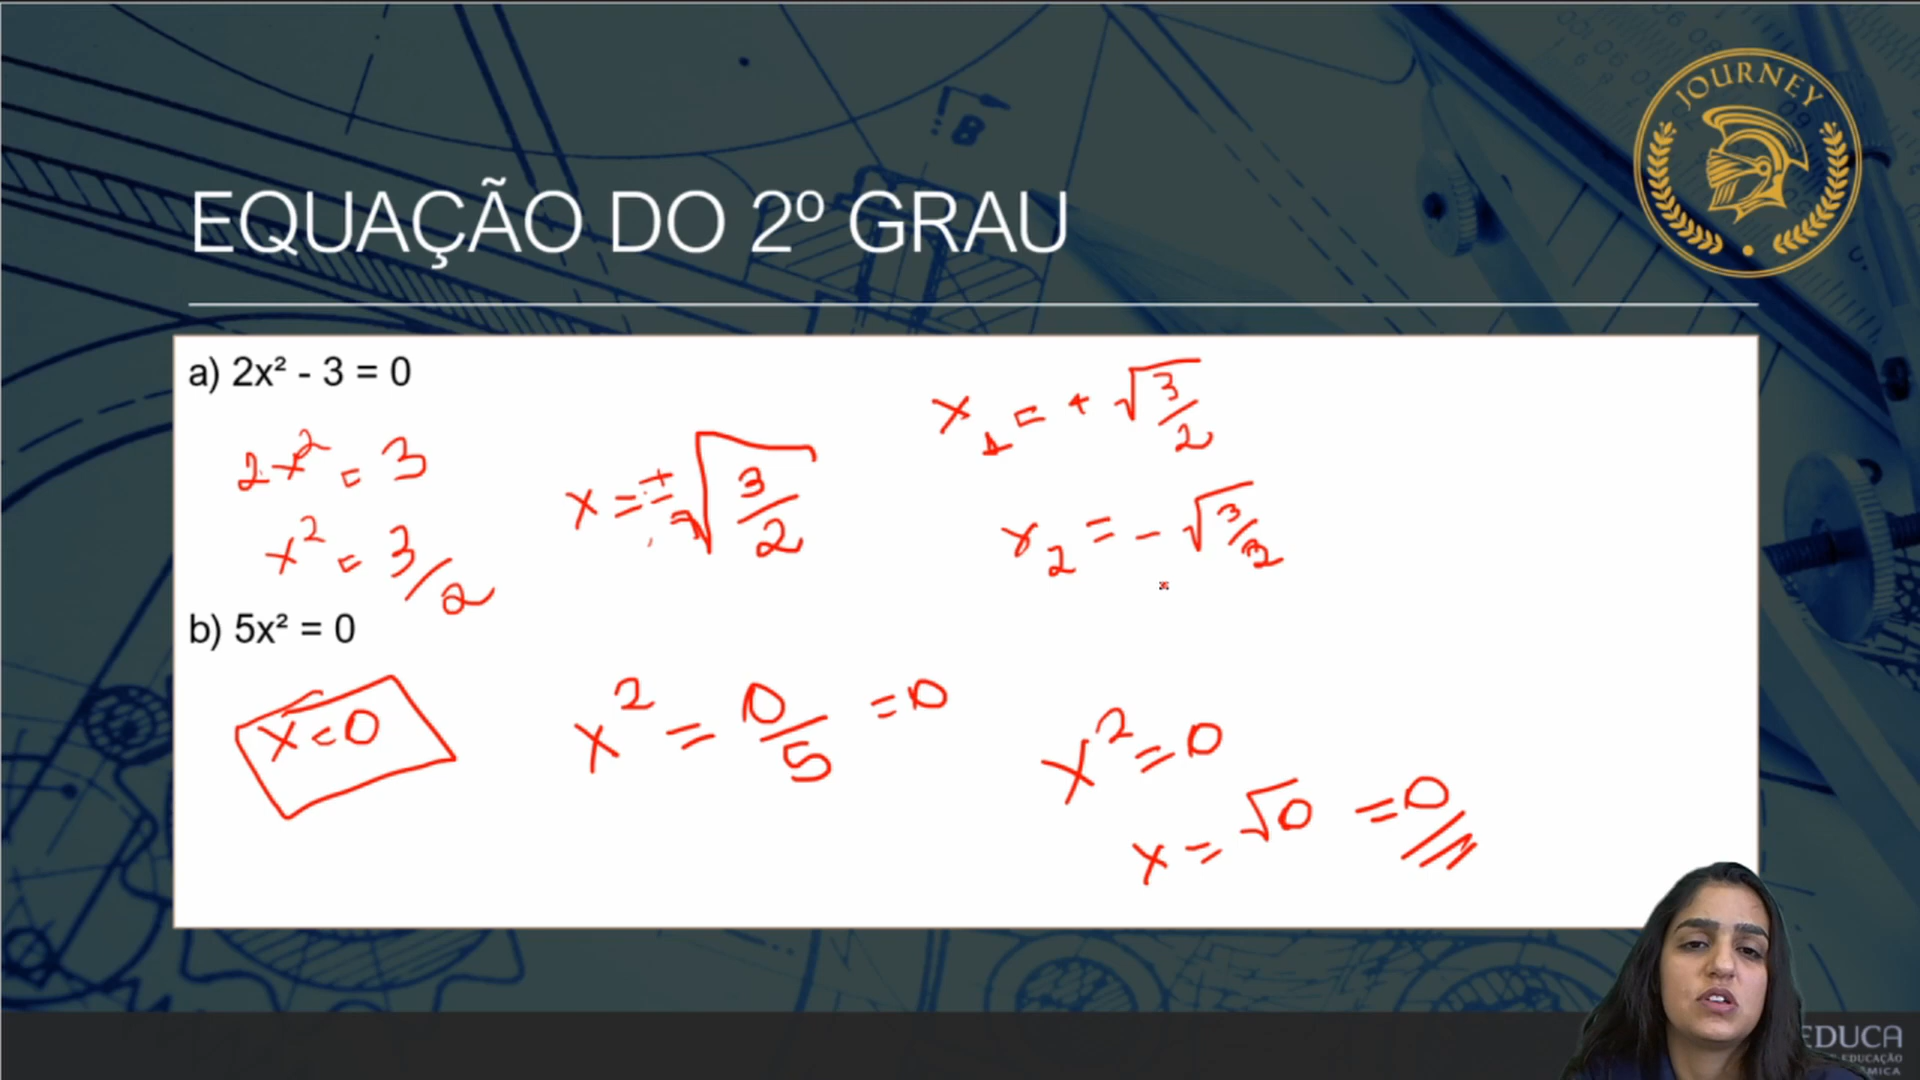 JOURNEY
EQUAÇÃO DO 2º GRAU
a) 2x² - 3 = 0
2x² = 3
x² = 3/2
x = ± √3/2
x1 = + √3/2
x2 = - √3/2
b) 5x² = 0
x = 0
x² = 0/5 = 0
x² = 0
x = √0 = 0
EDUCA
EDUCAÇÃO